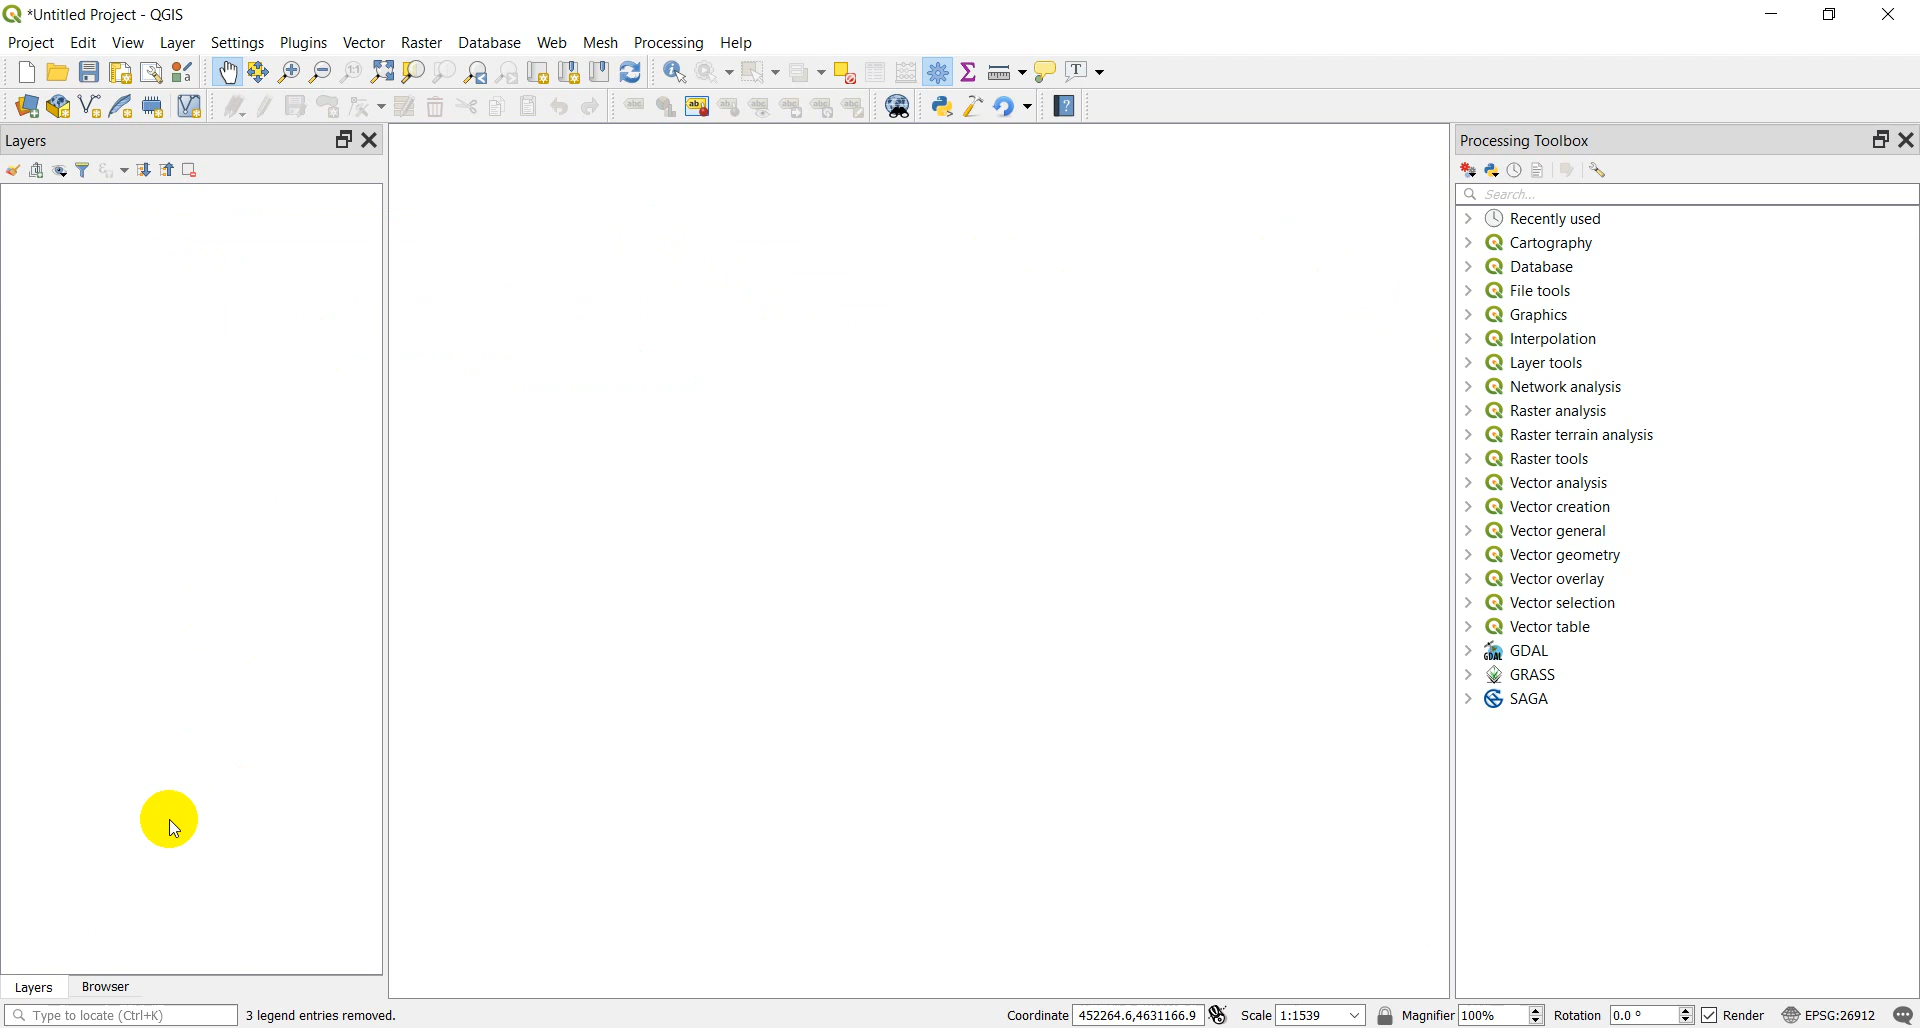 *Untitled Project - QGIS
Project Edit View Layer Settings Plugins Vector Raster Database Web Mesh Processing Help
Layers
Processing Toolbox
Search...
Recently used
Cartography
Database
File tools
Graphics
Interpolation
Layer tools
Network analysis
Raster analysis
Raster terrain analysis
Raster tools
Vector analysis
Vector creation
Vector general
Vector geometry
Vector overlay
Vector selection
Vector table
GDAL
GRASS
SAGA
Layers Browser
Type to locate (Ctrl+K) 3 legend entries removed. Coordinate 452264.6,4631166.9 Scale 1:1539 Magnifier 100% Rotation 0.0 ° Render EPSG:26912